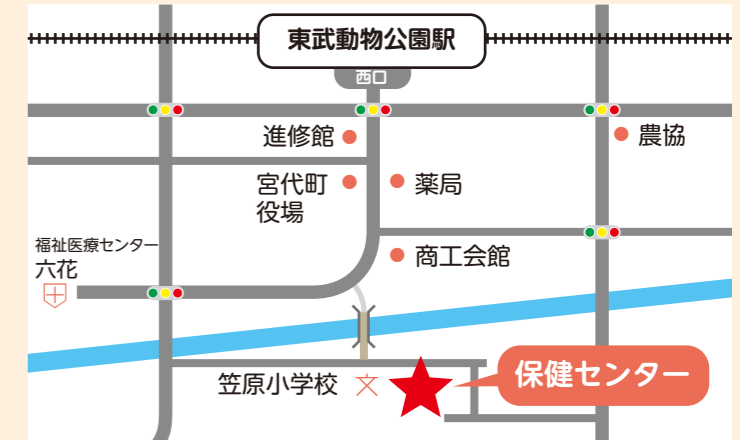 東武動物公園駅
西口
進修館
農協
宮代町
役場
薬局
福祉医療センター
六花
商工会館
笠原小学校
文
保健センター